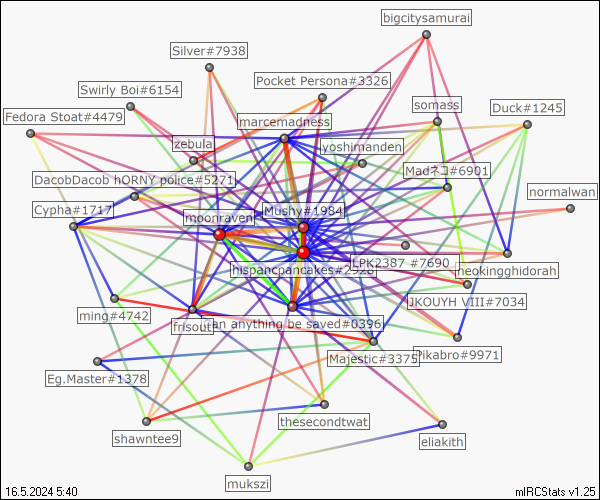 bigcitysamurai
Silver#7938
Pocket Persona#3326
Swirly Boi#6154
somass
Duck#1245
Fedora Stoat#4479
marcemadness
zebula
yoshimanden
Madネコ#6901
DacobDacob hORNY police#5271
normalwan
Cypha#1717
moonraven
Mushy#1984
LPK2387 #7690
hispancpancakes#2928
neokinghidorah
JKOUYH VIII#7034
ming#4742
frisout
an anything be saved#0396
Majestic#3375
Pikabro#9971
Eg.Master#1378
thesecondtwat
shawntee9
eliakith
mukszi
16.5.2024 5:40
mIRCStats v1.25